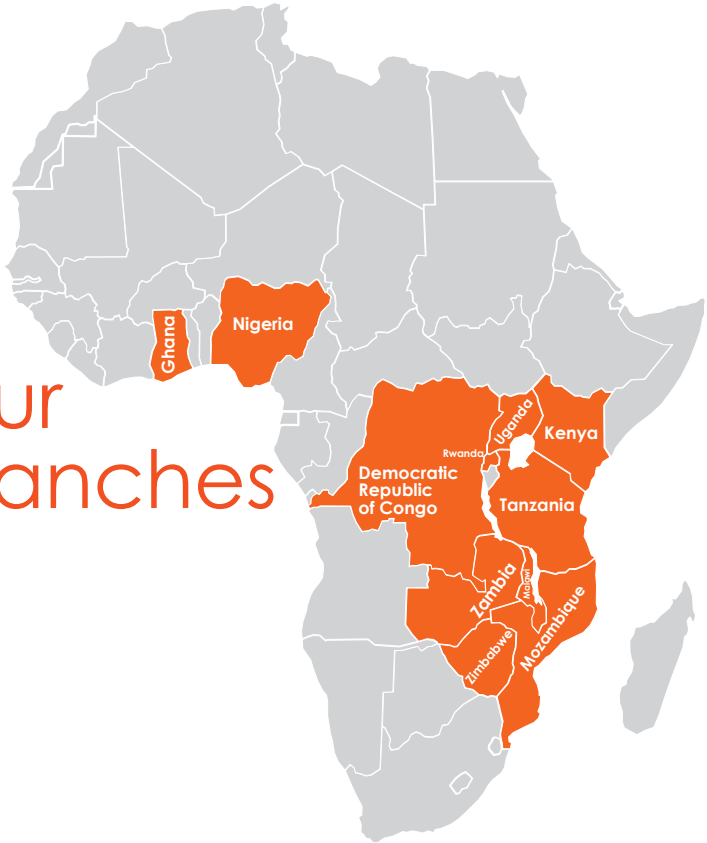 Ghana
Nigeria
ur
anches
Uganda
Kenya
Rwanda
Democratic
Republic
of Congo
Tanzania
Zambia
Malawi
Mozambique
Zimbabwe